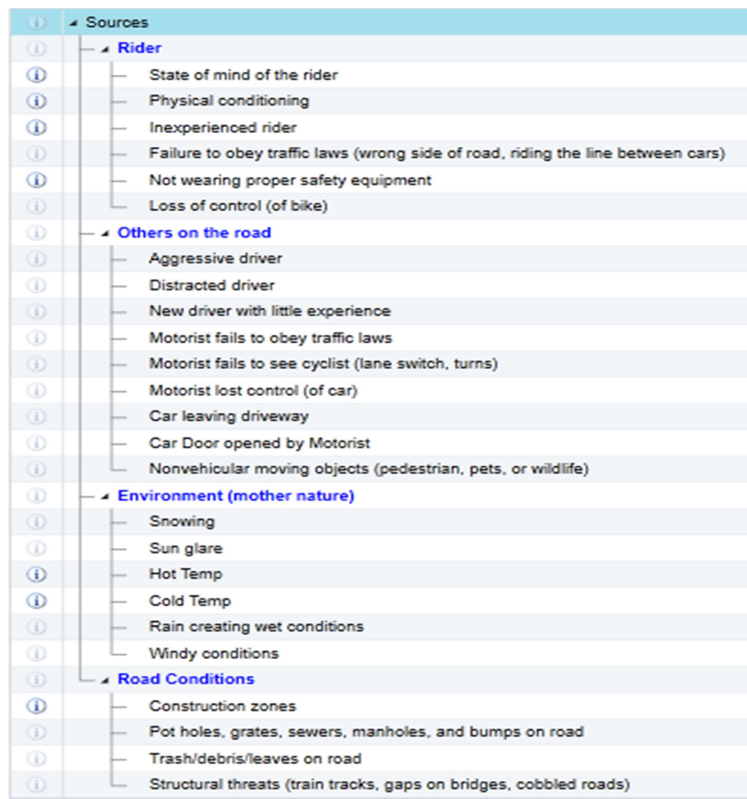 Sources
Rider
State of mind of the rider
Physical conditioning
Inexperienced rider
Failure to obey traffic laws (wrong side of road, riding the line between cars)
Not wearing proper safety equipment
Loss of control (of bike)
Others on the road
Aggressive driver
Distracted driver
New driver with little experience
Motorist fails to obey traffic laws
Motorist fails to see cyclist (lane switch, turns)
Motorist lost control (of car)
Car leaving driveway
Car Door opened by Motorist
Nonvehicular moving objects (pedestrian, pets, or wildlife)
Environment (mother nature)
Snowing
Sun glare
Hot Temp
Cold Temp
Rain creating wet conditions
Windy conditions
Road Conditions
Construction zones
Pot holes, grates, sewers, manholes, and bumps on road
Trash/debris/leaves on road
Structural threats (train tracks, gaps on bridges, cobbled roads)